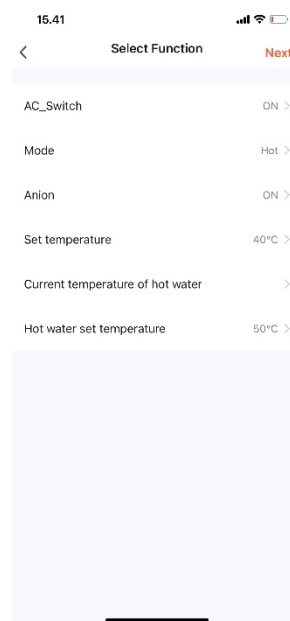 15.41
Select Function
Next
AC_Switch ON
Mode Hot
Anion ON
Set temperature 40°C
Current temperature of hot water
Hot water set temperature 50°C